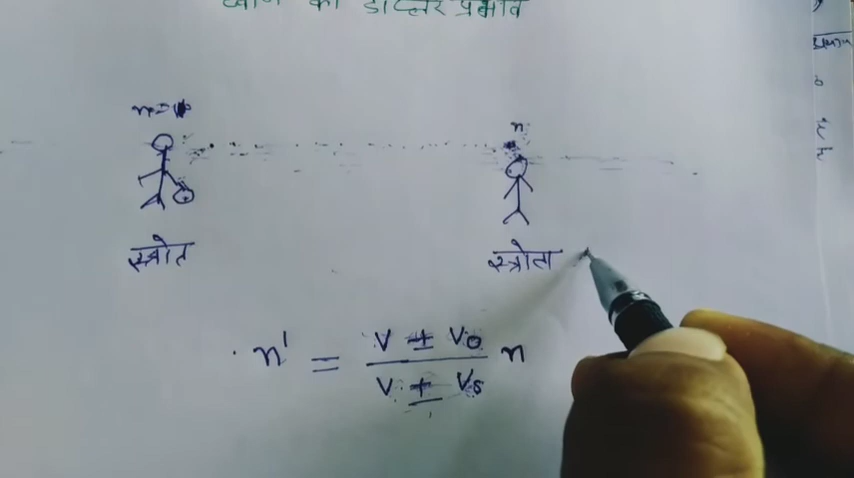 ध्वनि का डाप्लर प्रभाव
n
स्त्रोत
स्त्रोता
n' = (V ± Vo) / (V ± Vs) n